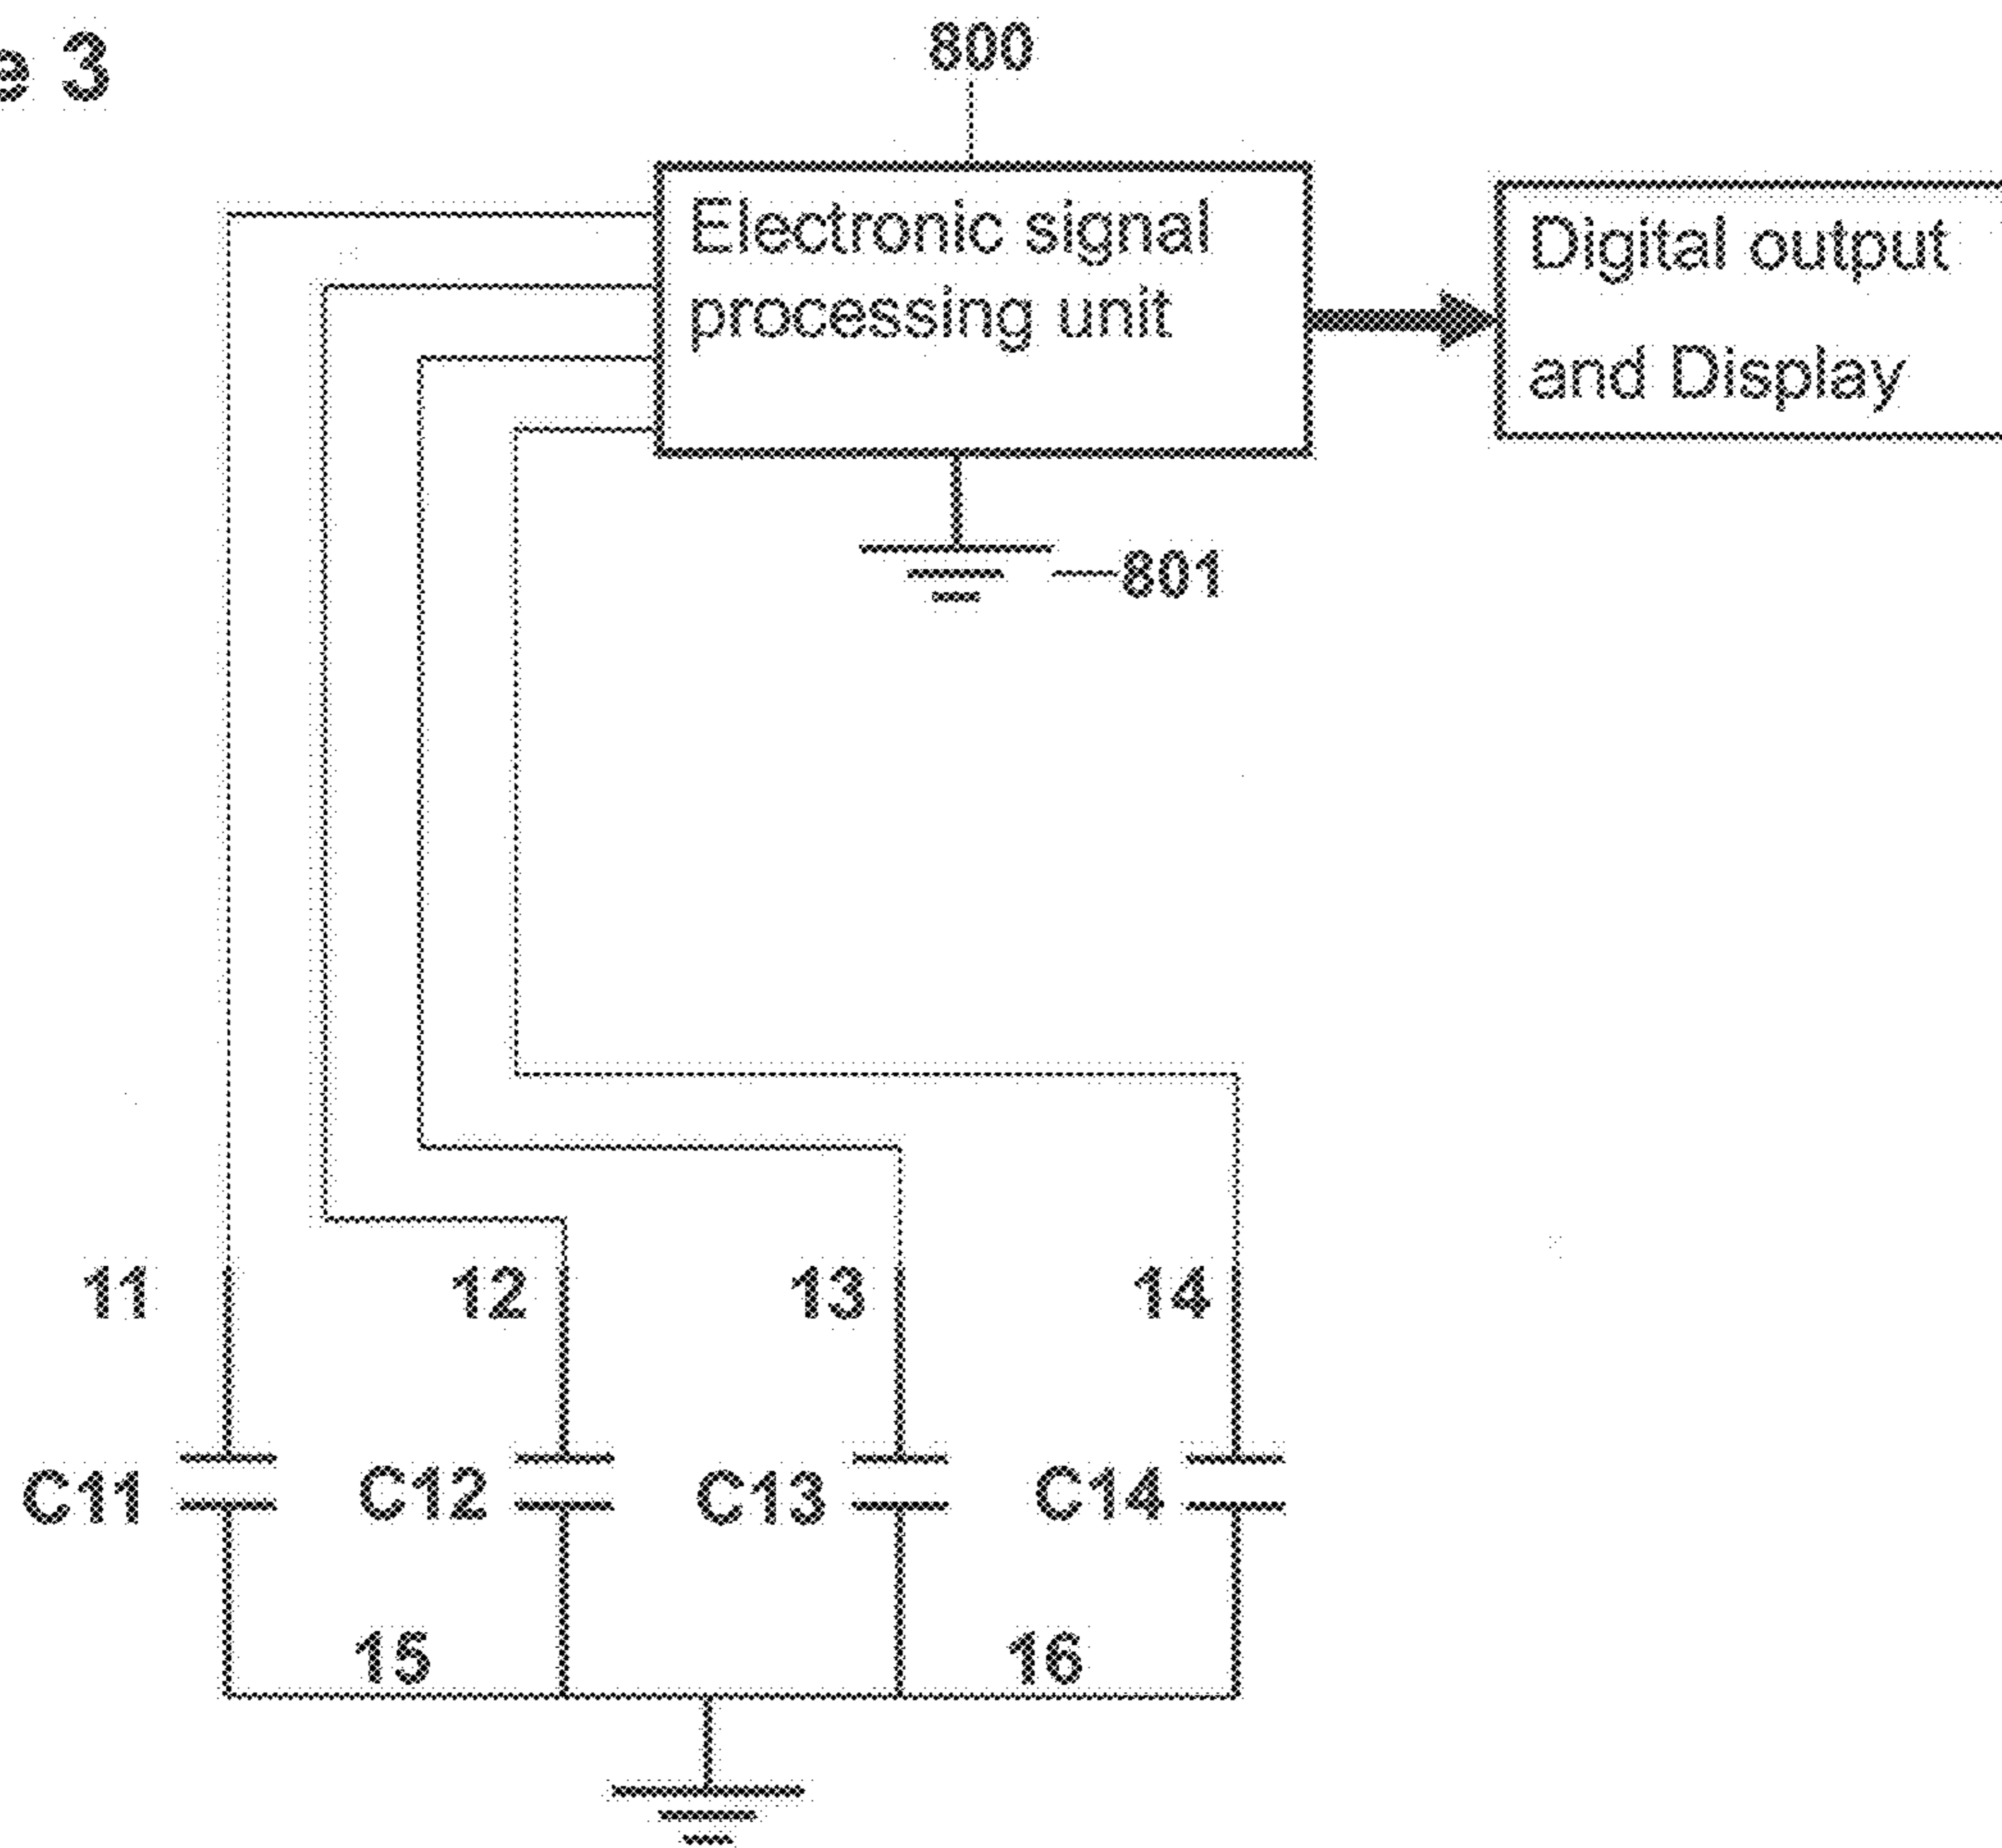 e 3
800
Electronic signal
processing unit
Digital output
and Display
801
11
12
13
14
C11
C12
C13
C14
15
16